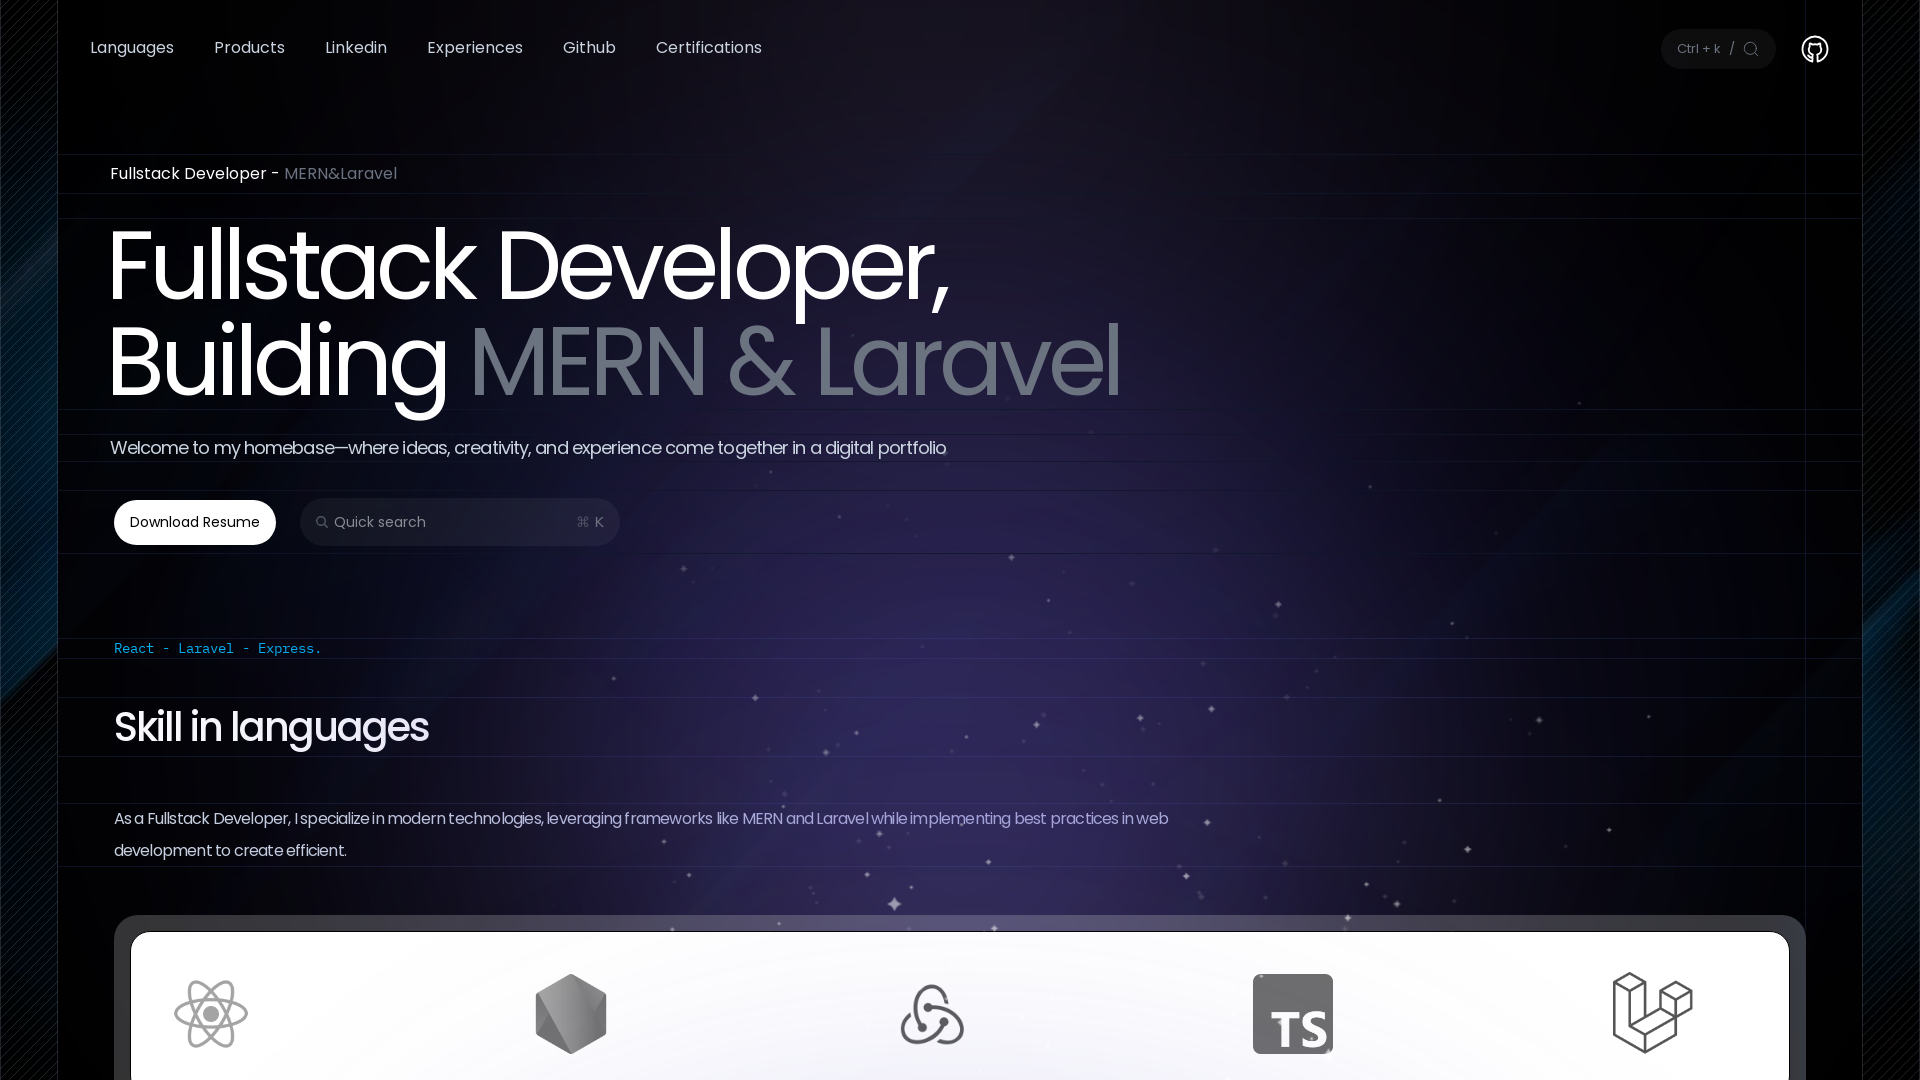 Languages Products Linkedin Experiences Github Certifications Ctrl + k /
Fullstack Developer - MERN&Laravel
Fullstack Developer,
Building MERN & Laravel
Welcome to my homebase—where ideas, creativity, and experience come together in a digital portfolio
Download Resume Quick search ⌘ K
React - Laravel - Express.
Skill in languages
As a Fullstack Developer, I specialize in modern technologies, leveraging frameworks like MERN and Laravel while implementing best practices in web
development to create efficient.
TS